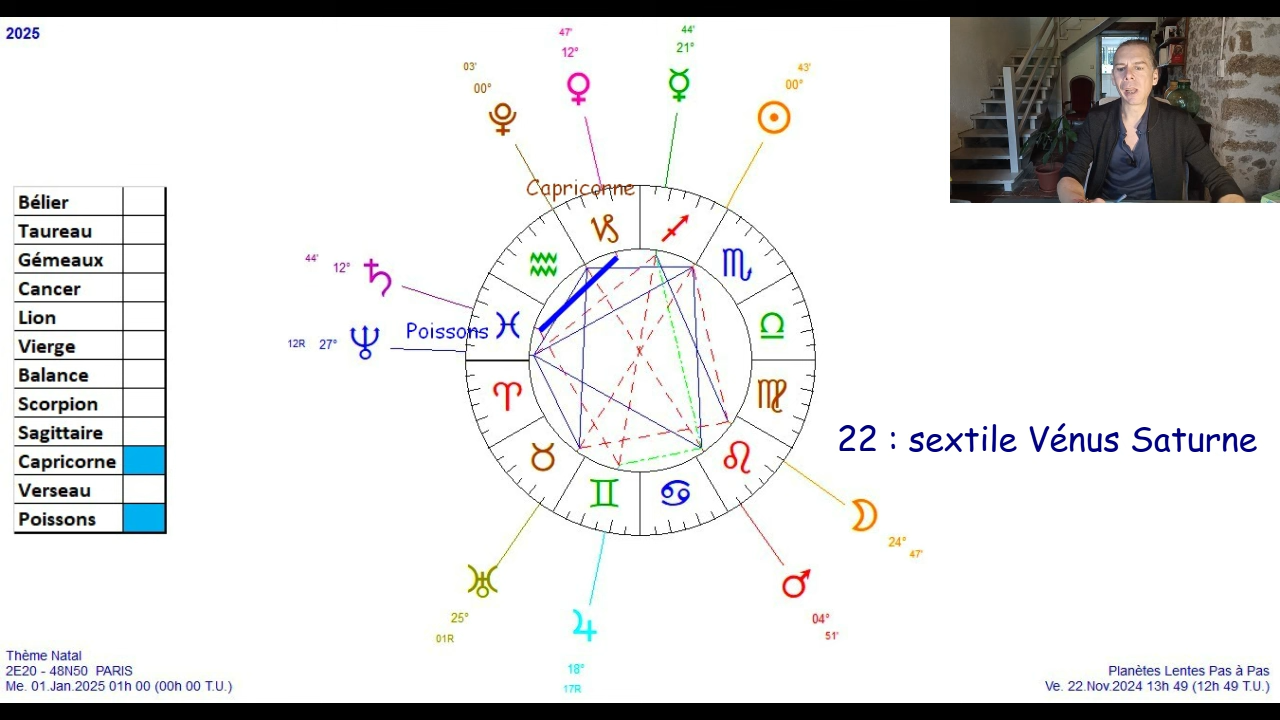 2025
47'
12°
44'
21°
43'
00°
03'
00°
Capricorne
Bélier
Taureau
Gémeaux
Cancer
Lion
Vierge
Balance
Scorpion
Sagittaire
Capricorne
Verseau
Poissons
44'
12°
12R
27°
Poissons
22 : sextile Vénus Saturne
24°
47'
25°
01R
04°
51'
18°
17R
Thème Natal
2E20 - 48N50 PARIS
Me. 01.Jan.2025 01h 00 (00h 00 T.U.)
Planètes Lentes Pas à Pas
Ve. 22.Nov.2024 13h 49 (12h 49 T.U.)